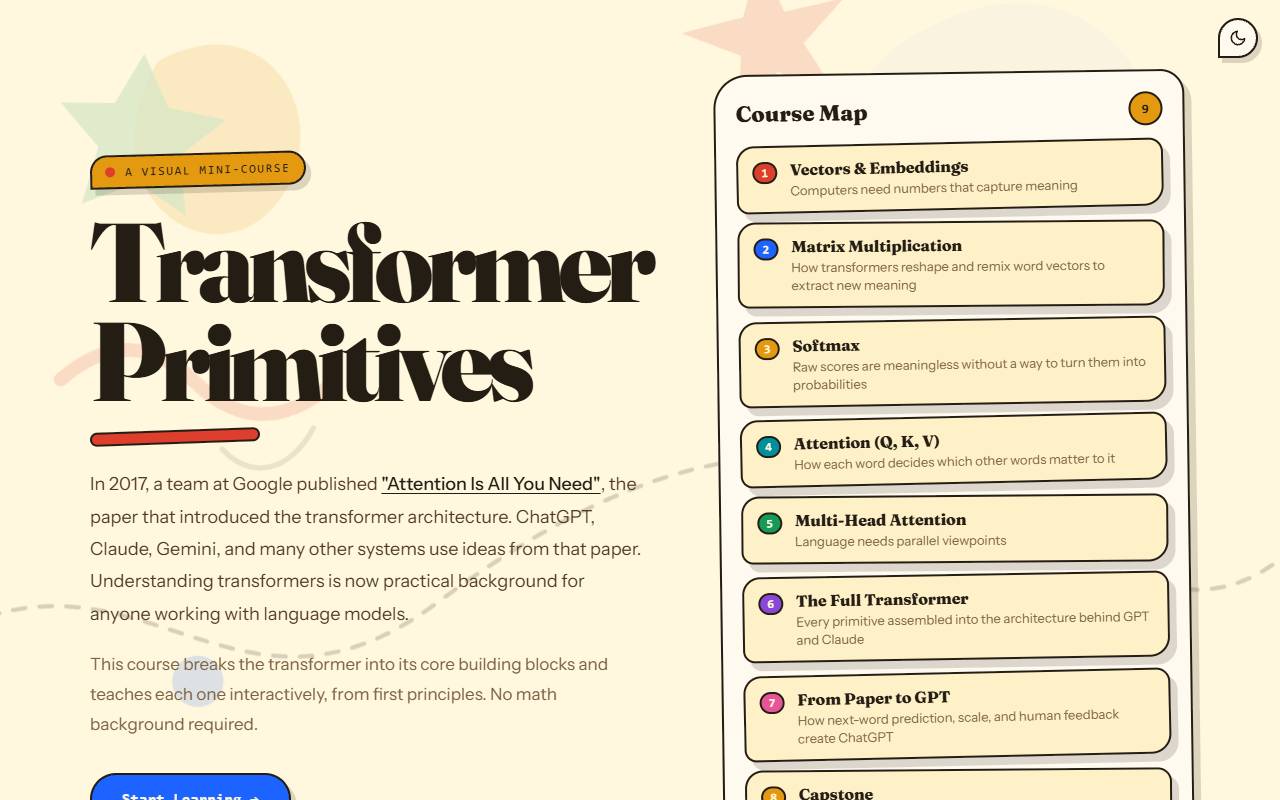 A VISUAL MINI-COURSE
Transformer
Primitives
In 2017, a team at Google published "Attention Is All You Need", the
paper that introduced the transformer architecture. ChatGPT,
Claude, Gemini, and many other systems use ideas from that paper.
Understanding transformers is now practical background for
anyone working with language models.
This course breaks the transformer into its core building blocks and
teaches each one interactively, from first principles. No math
background required.
Start Learning →
Course Map
9
1
Vectors & Embeddings
Computers need numbers that capture meaning
2
Matrix Multiplication
How transformers reshape and remix word vectors to
extract new meaning
3
Softmax
Raw scores are meaningless without a way to turn them into
probabilities
4
Attention (Q, K, V)
How each word decides which other words matter to it
5
Multi-Head Attention
Language needs parallel viewpoints
6
The Full Transformer
Every primitive assembled into the architecture behind GPT
and Claude
7
From Paper to GPT
How next-word prediction, scale, and human feedback
create ChatGPT
8
Capstone